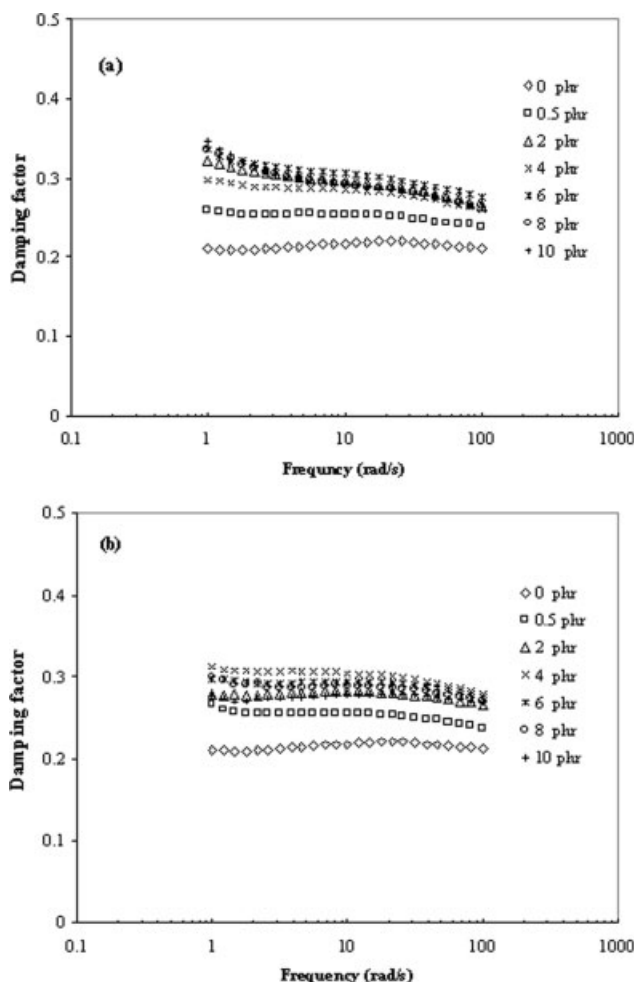 0.5
(a)
0 phr
0.5 phr
0.4
2 phr
4 phr
6 phr
0.3
8 phr
10 phr
Damping factor
0.2
0.1
0
0.1
1
10
100
1000
Frequncy (rad/s)
0.5
(b)
0 phr
0.4
0.5 phr
2 phr
4 phr
0.3
6 phr
8 phr
10 phr
Damping factor
0.2
0.1
0
0.1
1
10
100
1000
Frequency (rad/s)